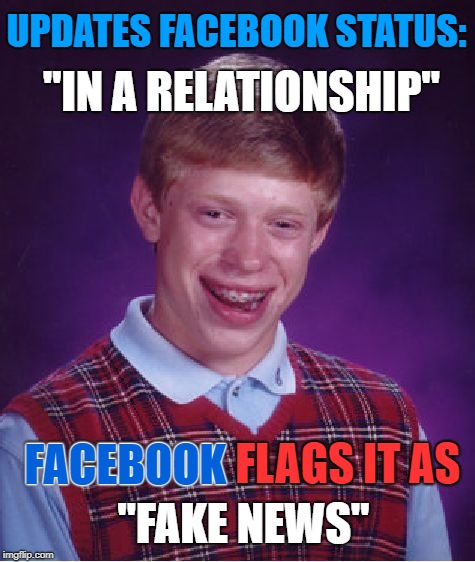 UPDATES FACEBOOK STATUS:
"IN A RELATIONSHIP"
FACEBOOK FLAGS IT AS
"FAKE NEWS"
imgflip.com